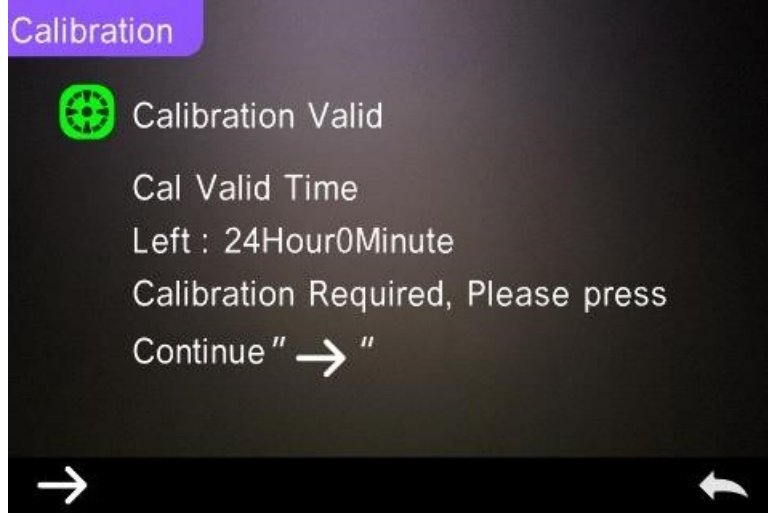 Calibration
Calibration Valid
Cal Valid Time
Left : 24Hour0Minute
Calibration Required, Please press
Continue " → "